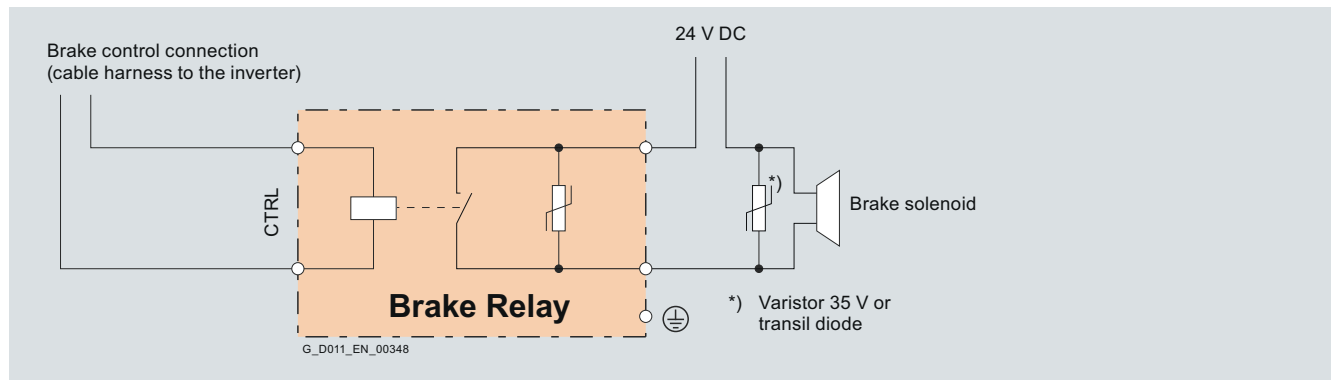 24 V DC
Brake control connection
(cable harness to the inverter)
CTRL
*)
Brake solenoid
Brake Relay
*) Varistor 35 V or
transil diode
G_D011_EN_00348